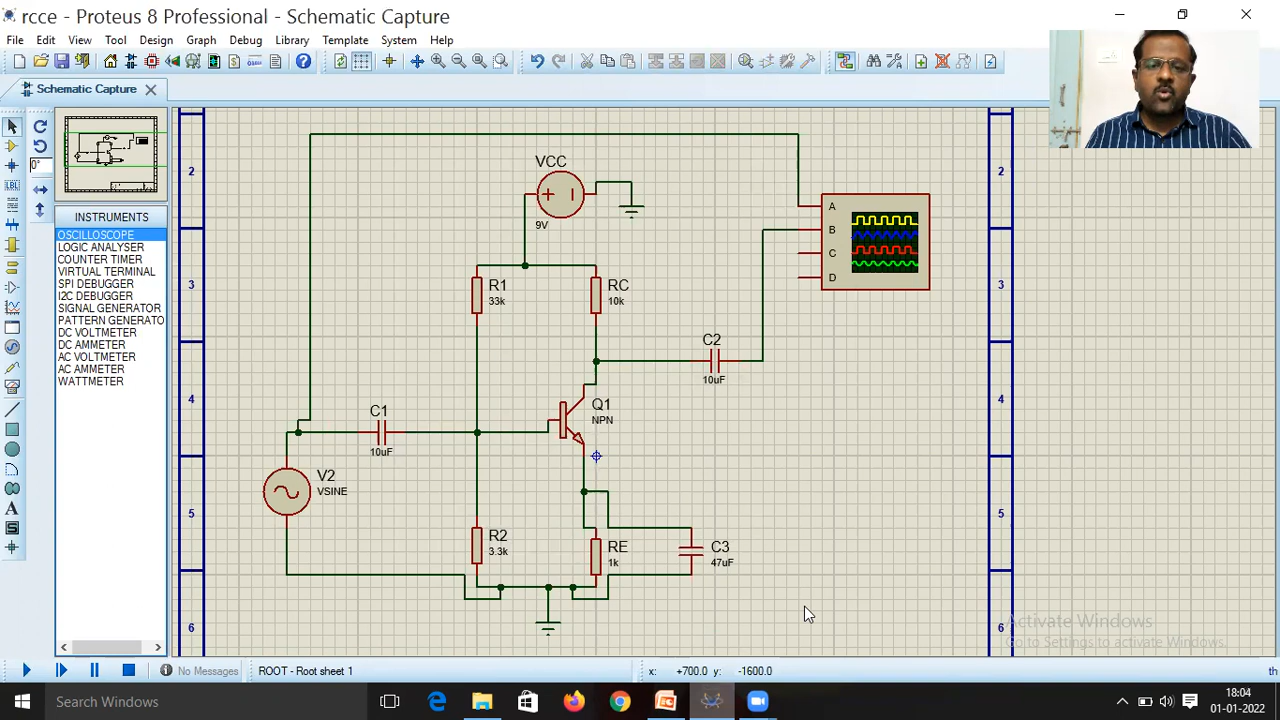 rcce - Proteus 8 Professional - Schematic Capture
File Edit View Tool Design Graph Debug Library Template System Help
Schematic Capture
0°
INSTRUMENTS
OSCILLOSCOPE
LOGIC ANALYSER
COUNTER TIMER
VIRTUAL TERMINAL
SPI DEBUGGER
I2C DEBUGGER
SIGNAL GENERATOR
PATTERN GENERATO
DC VOLTMETER
DC AMMETER
AC VOLTMETER
AC AMMETER
WATTMETER
LBL
A
S
2
3
4
5
6
2
3
4
5
6
VCC
9V
R1
33k
RC
10k
A
B
C
D
C2
10uF
C1
10uF
Q1
NPN
V2
VSINE
R2
3.3k
RE
1k
C3
47uF
Activate Windows
Go to Settings to activate Windows.
No Messages
ROOT - Root sheet 1
x: +700.0 y: -1600.0
th
Search Windows
18:04
01-01-2022